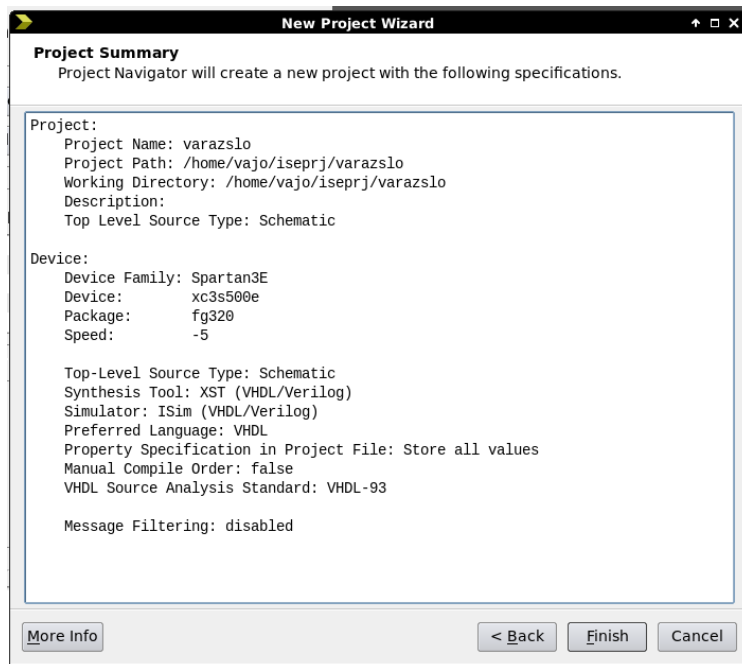 New Project Wizard
Project Summary
Project Navigator will create a new project with the following specifications.
Project:
Project Name: varazslo
Project Path: /home/vajo/iseprj/varazslo
Working Directory: /home/vajo/iseprj/varazslo
Description:
Top Level Source Type: Schematic
Device:
Device Family: Spartan3E
Device: xc3s500e
Package: fg320
Speed: -5
Top-Level Source Type: Schematic
Synthesis Tool: XST (VHDL/Verilog)
Simulator: ISim (VHDL/Verilog)
Preferred Language: VHDL
Property Specification in Project File: Store all values
Manual Compile Order: false
VHDL Source Analysis Standard: VHDL-93
Message Filtering: disabled
More Info
< Back
Finish
Cancel